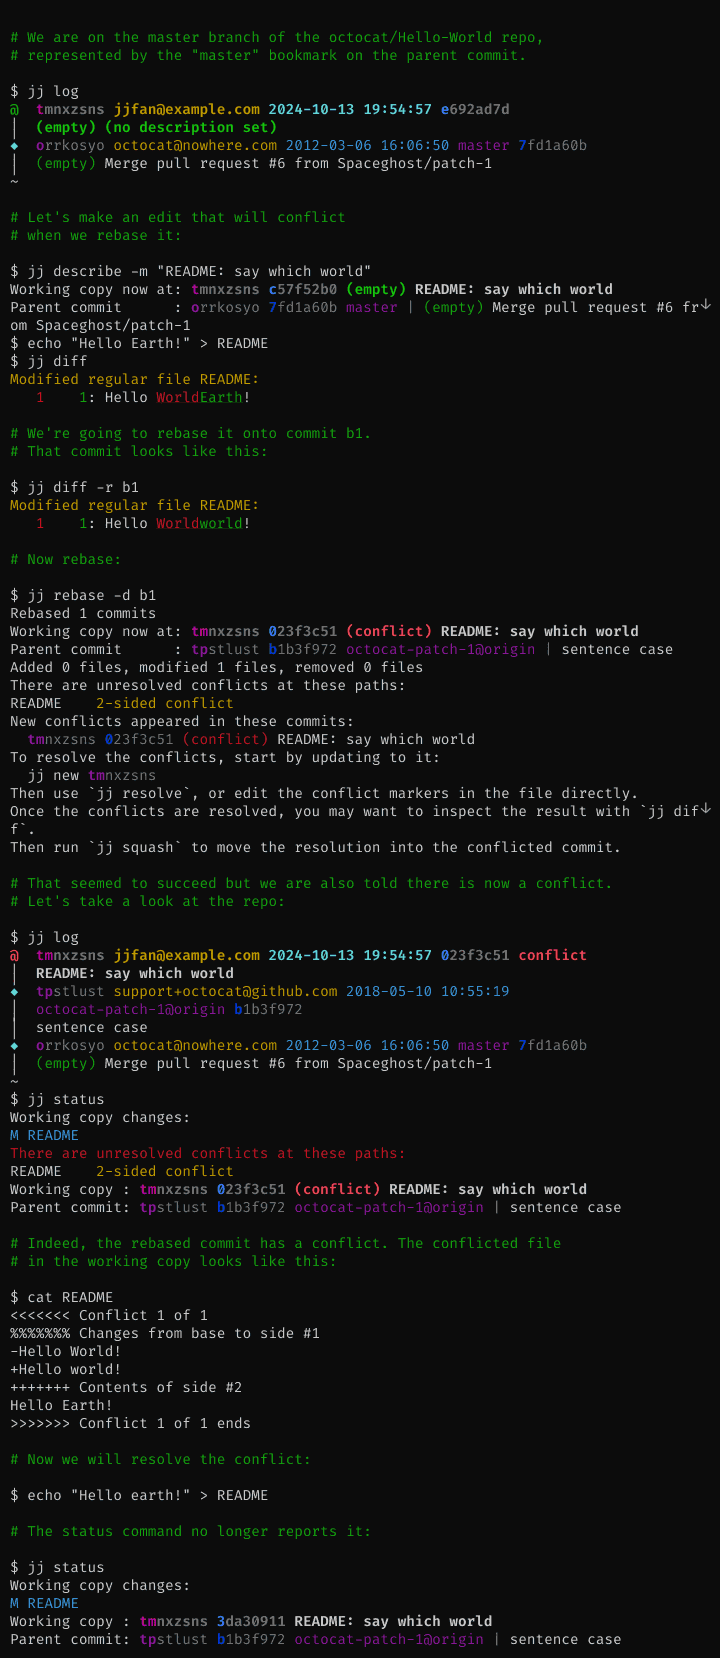 # We are on the master branch of the octocat/Hello-World repo,
# represented by the "master" bookmark on the parent commit.
$ jj log
@  tmnxzsns jjfan@example.com 2024-10-13 19:54:57 e692ad7d
│  (empty) (no description set)
◆  orrkosyo octocat@nowhere.com 2012-03-06 16:06:50 master 7fd1a60b
│  (empty) Merge pull request #6 from Spaceghost/patch-1
~
# Let's make an edit that will conflict
# when we rebase it:
$ jj describe -m "README: say which world"
Working copy now at: tmnxzsns c57f52b0 (empty) README: say which world
Parent commit      : orrkosyo 7fd1a60b master | (empty) Merge pull request #6 fr↓
om Spaceghost/patch-1
$ echo "Hello Earth!" > README
$ jj diff
Modified regular file README:
   1    1: Hello WorldEarth!
# We're going to rebase it onto commit b1.
# That commit looks like this:
$ jj diff -r b1
Modified regular file README:
   1    1: Hello Worldworld!
# Now rebase:
$ jj rebase -d b1
Rebased 1 commits
Working copy now at: tmnxzsns 023f3c51 (conflict) README: say which world
Parent commit      : tpstlust b1b3f972 octocat-patch-1@origin | sentence case
Added 0 files, modified 1 files, removed 0 files
There are unresolved conflicts at these paths:
README    2-sided conflict
New conflicts appeared in these commits:
  tmnxzsns 023f3c51 (conflict) README: say which world
To resolve the conflicts, start by updating to it:
  jj new tmnxzsns
Then use `jj resolve`, or edit the conflict markers in the file directly.
Once the conflicts are resolved, you may want to inspect the result with `jj dif↓
f`.
Then run `jj squash` to move the resolution into the conflicted commit.
# That seemed to succeed but we are also told there is now a conflict.
# Let's take a look at the repo:
$ jj log
@  tmnxzsns jjfan@example.com 2024-10-13 19:54:57 023f3c51 conflict
│  README: say which world
◆  tpstlust support+octocat@github.com 2018-05-10 10:55:19
│  octocat-patch-1@origin b1b3f972
│  sentence case
◆  orrkosyo octocat@nowhere.com 2012-03-06 16:06:50 master 7fd1a60b
│  (empty) Merge pull request #6 from Spaceghost/patch-1
~
$ jj status
Working copy changes:
M README
There are unresolved conflicts at these paths:
README    2-sided conflict
Working copy : tmnxzsns 023f3c51 (conflict) README: say which world
Parent commit: tpstlust b1b3f972 octocat-patch-1@origin | sentence case
# Indeed, the rebased commit has a conflict. The conflicted file
# in the working copy looks like this:
$ cat README
<<<<<<< Conflict 1 of 1
%%%%%%% Changes from base to side #1
-Hello World!
+Hello world!
+++++++ Contents of side #2
Hello Earth!
>>>>>>> Conflict 1 of 1 ends
# Now we will resolve the conflict:
$ echo "Hello earth!" > README
# The status command no longer reports it:
$ jj status
Working copy changes:
M README
Working copy : tmnxzsns 3da30911 README: say which world
Parent commit: tpstlust b1b3f972 octocat-patch-1@origin | sentence case